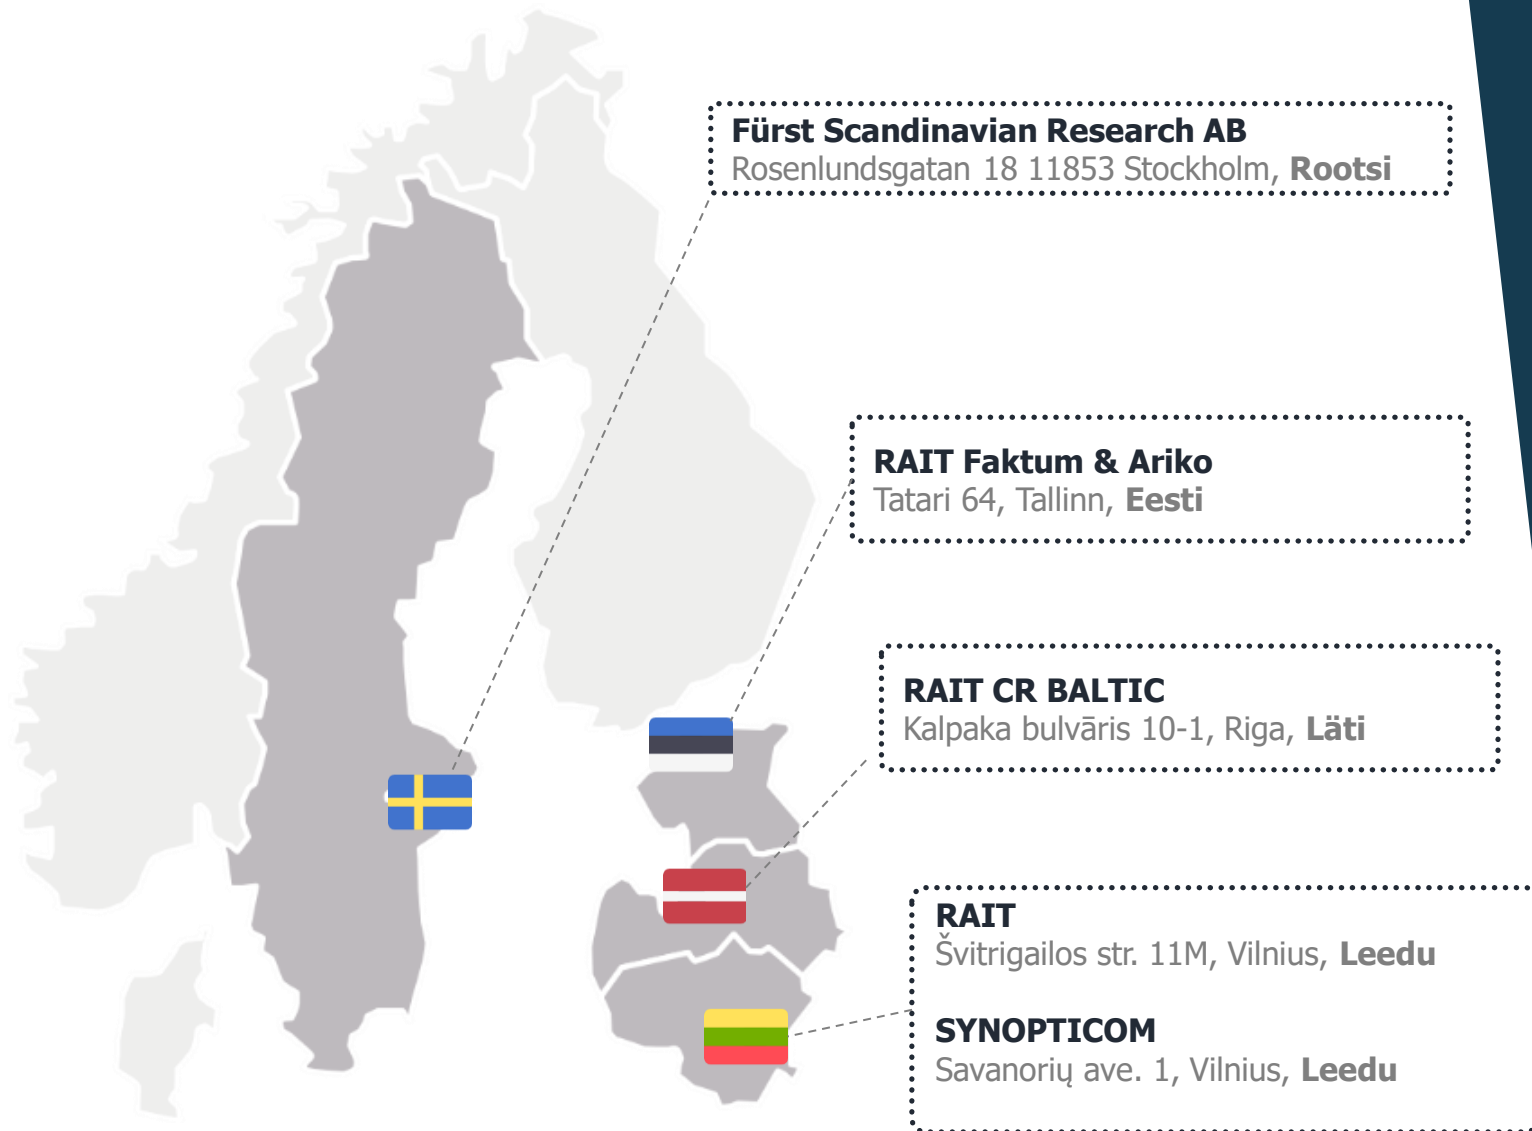 Fürst Scandinavian Research AB
Rosenlundsgatan 18 11853 Stockholm, Rootsi
RAIT Faktum & Ariko
Tatari 64, Tallinn, Eesti
RAIT CR BALTIC
Kalpaka bulvāris 10-1, Riga, Läti
RAIT
Švitrigailos str. 11M, Vilnius, Leedu
SYNOPTICOM
Savanorių ave. 1, Vilnius, Leedu